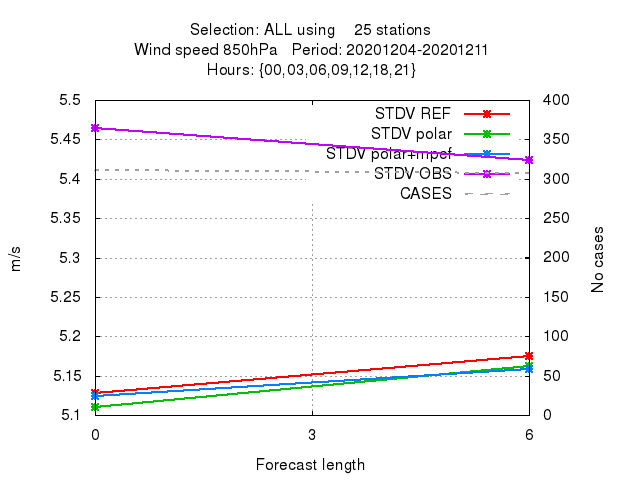 Selection: ALL using 25 stations
Wind speed 850hPa Period: 20201204-20201211
Hours: {00,03,06,09,12,18,21}
5.5
5.45
5.4
5.35
5.3
5.25
5.2
5.15
5.1
400
350
300
250
200
150
100
50
0
STDV REF
STDV polar
STDV polar+mpef
STDV OBS
CASES
m/s
No cases
0 3 6
Forecast length